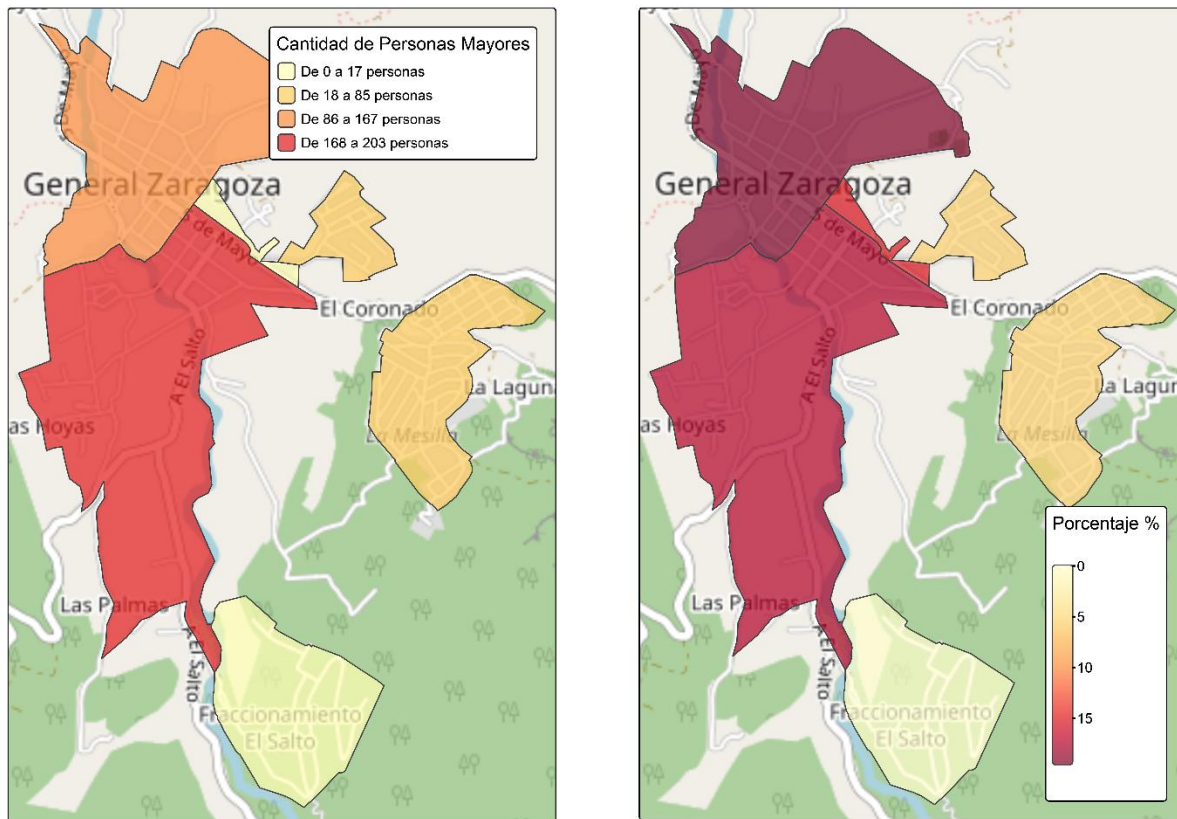 5 De Mayo
Cantidad de Personas Mayores
De 0 a 17 personas
De 18 a 85 personas
De 86 a 167 personas
De 168 a 203 personas
General Zaragoza
5 de Mayo
El Coronado
A El Salto
La Laguna
as Hoyas
La Mesilla
Las Palmas
A El Salto
Fraccionamiento
El Salto
General Zaragoza
5 de Mayo
El Coronado
A El Salto
La Laguna
as Hoyas
La Mesilla
Porcentaje %
0
5
10
15
Las Palmas
A El Salto
Fraccionamiento
El Salto